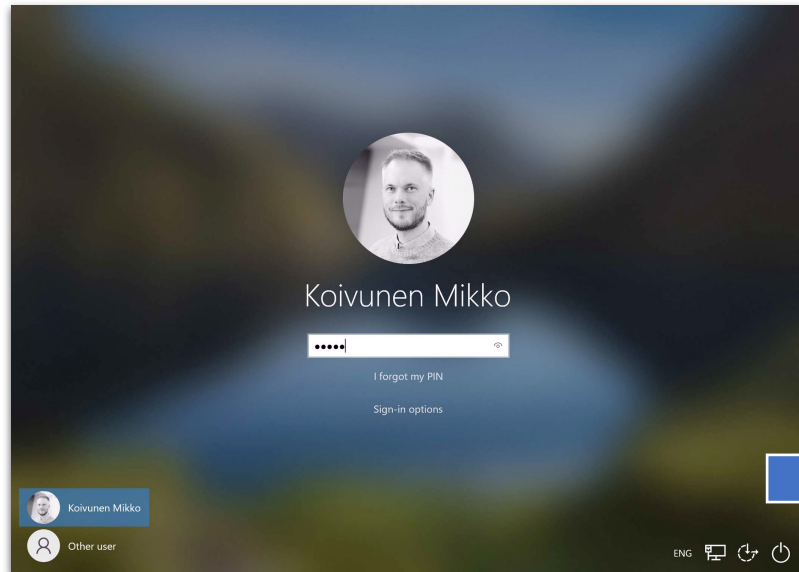 Koivunen Mikko
•••••
I forgot my PIN
Sign-in options
Koivunen Mikko
Other user
ENG